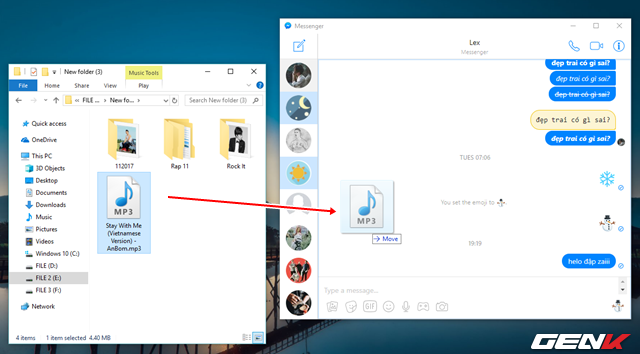 New folder (3)
Music Tools
File
Home
Share
View
Play
FILE ...
New fo...
Search New folder (3)
Quick access
OneDrive
This PC
3D Objects
Desktop
Documents
Downloads
Music
Pictures
Videos
Windows 10 (C:)
FILE (D:)
FILE 2 (E:)
FILE 3 (F:)
Network
112017
Rap 11
Rock It
MP3
Stay With Me
(Vietnamese
Version) -
AnBom.mp3
4 items
1 item selected 4.40 MB
Messenger
Lex
Messenger
đẹp trai có gì sai?
đẹp trai có gì sai?
đẹp trai có gì sai?
đẹp trai có gì sai?
đẹp trai có gì sai?
TUES 07:06
You set the emoji to
MP3
Move
19:19
helo đập zaiii
Type a message...
GIF
GENK